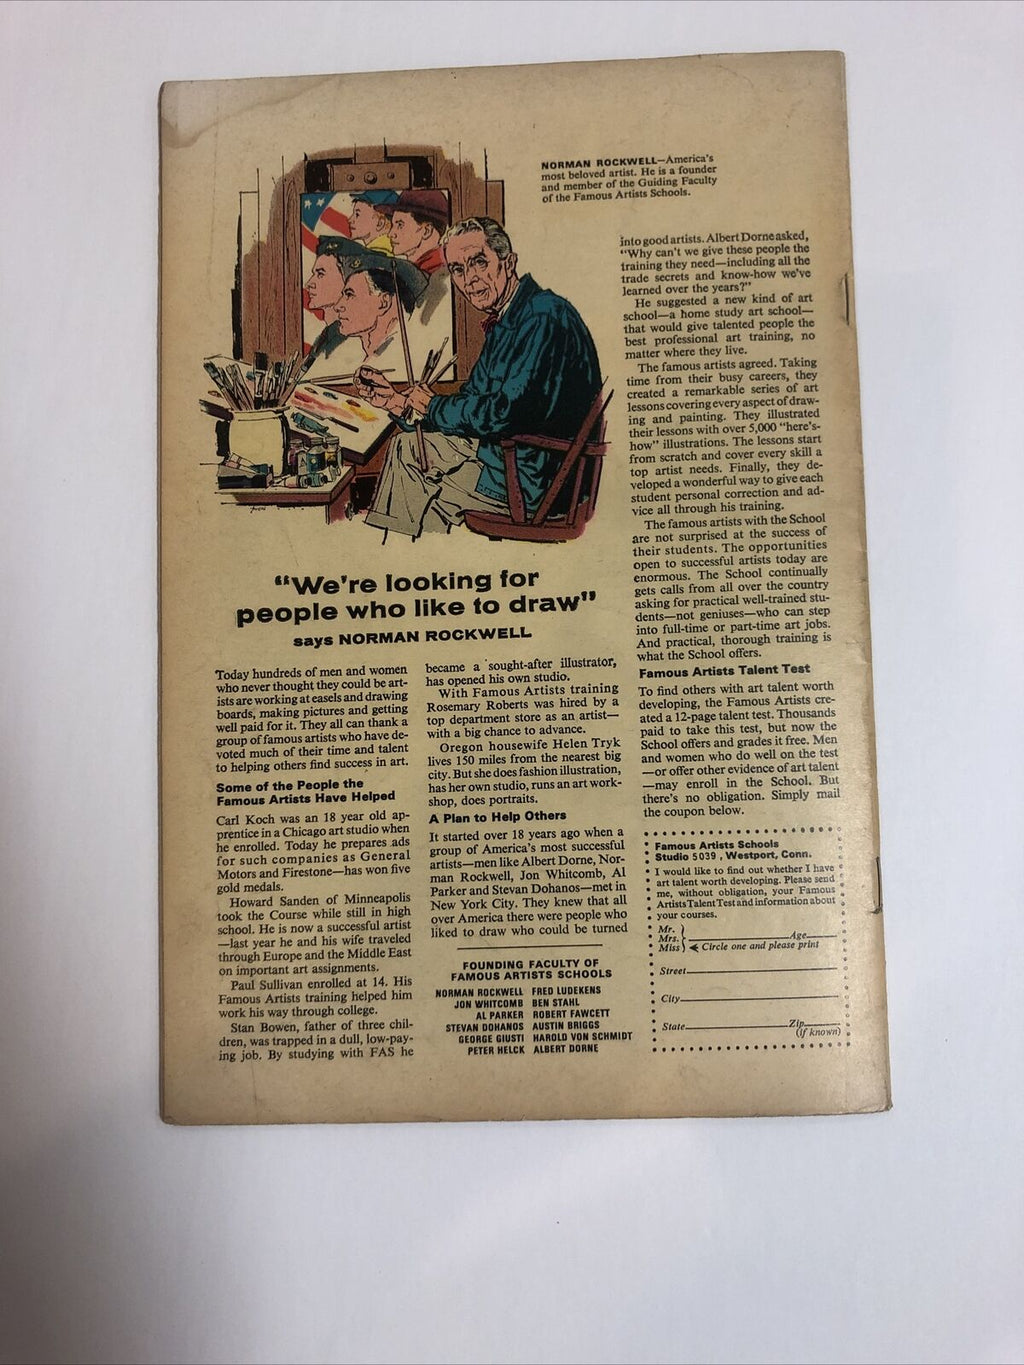 NORMAN ROCKWELL—America's
most beloved artist. He is a founder
and member of the Guiding Faculty
of the Famous Artists Schools.
"We're looking for
people who like to draw"
says NORMAN ROCKWELL
Today hundreds of men and women
who never thought they could be art-
ists are working at easels and drawing
boards, making pictures and getting
well paid for it. They all can thank a
group of famous artists who have de-
voted much of their time and talent
to helping others find success in art.
Some of the People the
Famous Artists Have Helped
Carl Koch was an 18 year old ap-
prentice in a Chicago art studio when
he enrolled. Today he prepares ads
for such companies as General
Motors and Firestone—has won five
gold medals.
Howard Sanden of Minneapolis
took the Course while still in high
school. He is now a successful artist
—last year he and his wife traveled
through Europe and the Middle East
on important art assignments.
Paul Sullivan enrolled at 14. His
Famous Artists training helped him
work his way through college.
Stan Bowen, father of three chil-
dren, was trapped in a dull, low-pay-
ing job. By studying with FAS he
became a sought-after illustrator,
has opened his own studio.
With Famous Artists training
Rosemary Roberts was hired by a
top department store as an artist—
with a big chance to advance.
Oregon housewife Helen Tryk
lives 150 miles from the nearest big
city. But she does fashion illustration,
has her own studio, runs an art work-
shop, does portraits.
A Plan to Help Others
It started over 18 years ago when a
group of America's most successful
artists—men like Albert Dorne, Nor-
man Rockwell, Jon Whitcomb, Al
Parker and Stevan Dohanos—met in
New York City. They knew that all
over America there were people who
liked to draw who could be turned
FOUNDING FACULTY OF
FAMOUS ARTISTS SCHOOLS
NORMAN ROCKWELL FRED LUDEKENS
JON WHITCOMB BEN STAHL
AL PARKER ROBERT FAWCETT
STEVAN DOHANOS AUSTIN BRIGGS
GEORGE GIUSTI HAROLD VON SCHMIDT
PETER HELCK ALBERT DORNE
into good artists. Albert Dorne asked,
"Why can't we give these people the
training they need—including all the
trade secrets and know-how we've
learned over the years?"
He suggested a new kind of art
school—a home study art school—
that would give talented people the
best professional art training, no
matter where they live.
The famous artists agreed. Taking
time from their busy careers, they
created a remarkable series of art
lessons covering every aspect of draw-
ing and painting. They illustrated
their lessons with over 5,000 "here's-
how" illustrations. The lessons start
from scratch and cover every skill a
top artist needs. Finally, they de-
veloped a wonderful way to give each
student personal correction and ad-
vice all through his training.
The famous artists with the School
are not surprised at the success of
their students. The opportunities
open to successful artists today are
enormous. The School continually
gets calls from all over the country
asking for practical well-trained stu-
dents—not geniuses—who can step
into full-time or part-time art jobs.
And practical, thorough training is
what the School offers.
Famous Artists Talent Test
To find others with art talent worth
developing, the Famous Artists cre-
ated a 12-page talent test. Thousands
paid to take this test, but now the
School offers and grades it free. Men
and women who do well on the test
—or offer other evidence of art talent
—may enroll in the School. But
there's no obligation. Simply mail
the coupon below.
Famous Artists Schools
Studio 5039, Westport, Conn.
I would like to find out whether I have
art talent worth developing. Please send
me, without obligation, your Famous
Artists Talent Test and information about
your courses.
Mr.
Mrs. Age
Miss Circle one and please print
Street
City
State Zip
(if known)